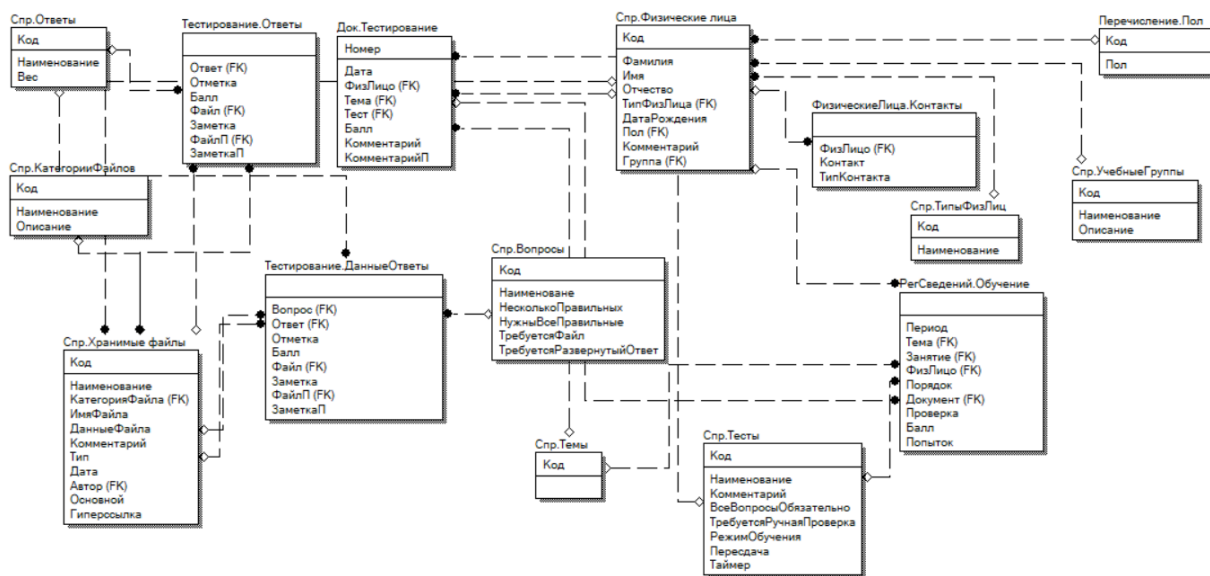 Спр.Ответы
Код
Наименование
Вес
Тестирование.Ответы
Ответ (FK)
Отметка
Балл
Файл (FK)
Заметка
ФайлП (FK)
ЗаметкаП
Док.Тестирование
Номер
Дата
ФизЛицо (FK)
Тема (FK)
Тест (FK)
Балл
Комментарий
КомментарийП
Спр.Физические лица
Код
Фамилия
Имя
Отчество
ТипФизЛица (FK)
ДатаРождения
Пол (FK)
Комментарий
Группа (FK)
Перечисление.Пол
Код
Пол
ФизическиеЛица.Контакты
ФизЛицо (FK)
Контакт
ТипКонтакта
Спр.КатегорииФайлов
Код
Наименование
Описание
Спр.ТипыФизЛиц
Код
Наименование
Спр.УчебныеГруппы
Код
Наименование
Описание
Тестирование.ДанныеОтветы
Вопрос (FK)
Ответ (FK)
Отметка
Балл
Файл (FK)
Заметка
ФайлП (FK)
ЗаметкаП
Спр.Вопросы
Код
Наименоване
НесколькоПравильных
НужныВсеПравильные
ТребуетсяФайл
ТребуетсяРазвернутыйОтвет
РегСведений.Обучение
Период
Тема (FK)
Занятие (FK)
ФизЛицо (FK)
Порядок
Документ (FK)
Проверка
Балл
Попыток
Спр.Хранимые файлы
Код
Наименование
КатегорияФайла (FK)
ИмяФайла
ДанныеФайла
Комментарий
Тип
Дата
Автор (FK)
Основной
Гиперссылка
Спр.Темы
Код
Спр.Тесты
Код
Наименование
Комментарий
ВсеВопросыОбязательно
ТребуетсяРучнаяПроверка
РежимОбучения
Пересдача
Таймер